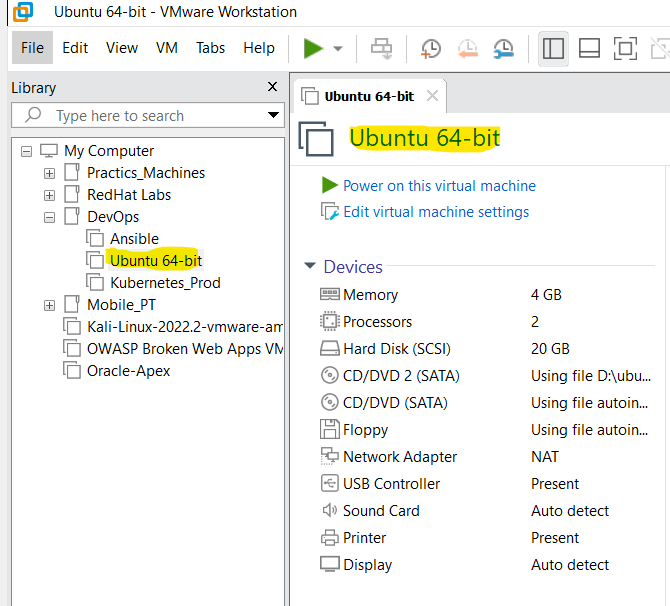 Ubuntu 64-bit - VMware Workstation
File Edit View VM Tabs Help
Library
Type here to search
My Computer
Practics_Machines
RedHat Labs
DevOps
Ansible
Ubuntu 64-bit
Kubernetes_Prod
Mobile_PT
Kali-Linux-2022.2-vmware-am
OWASP Broken Web Apps VM
Oracle-Apex
Ubuntu 64-bit
Ubuntu 64-bit
Power on this virtual machine
Edit virtual machine settings
Devices
Memory 4 GB
Processors 2
Hard Disk (SCSI) 20 GB
CD/DVD 2 (SATA) Using file D:\ubu...
CD/DVD (SATA) Using file autoin...
Floppy Using file autoin...
Network Adapter NAT
USB Controller Present
Sound Card Auto detect
Printer Present
Display Auto detect